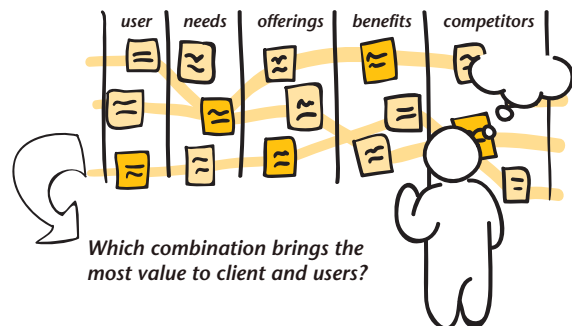 user needs offerings benefits competitors
Which combination brings the
most value to client and users?